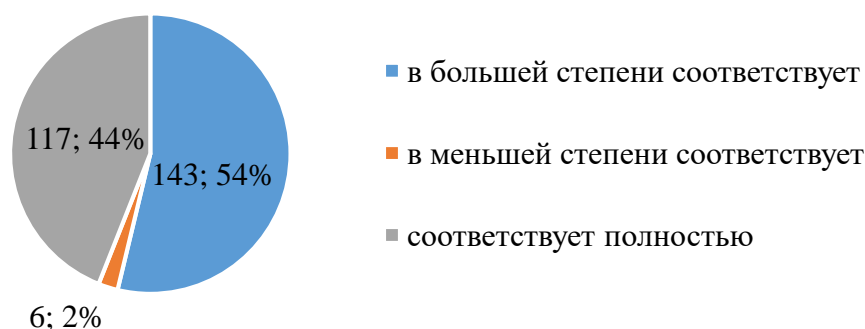 117; 44%
143; 54%
6; 2%
в большей степени соответствует
в меньшей степени соответствует
соответствует полностью